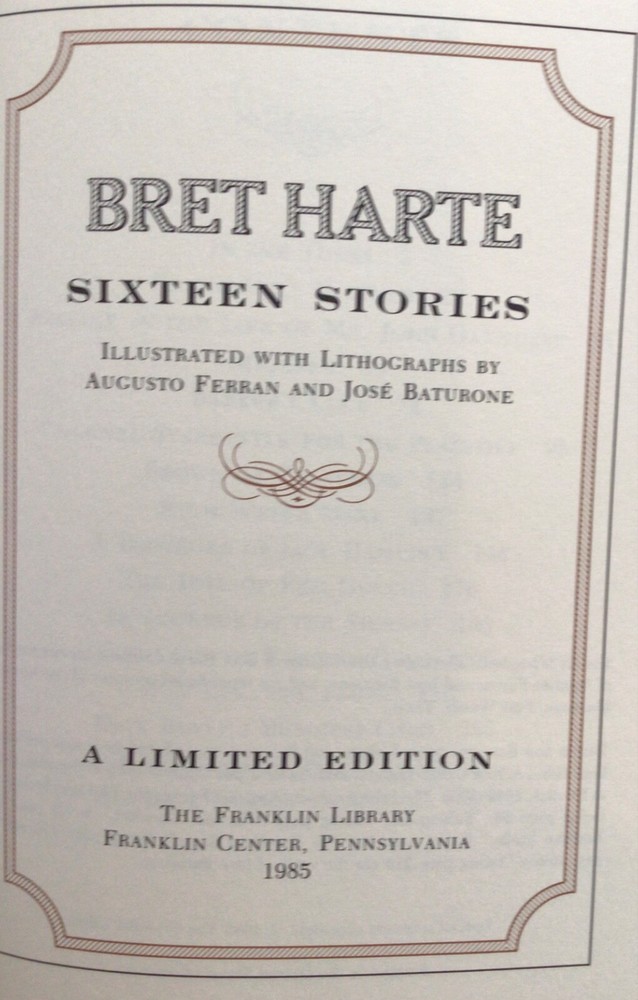 BRET HARTE
SIXTEEN STORIES
ILLUSTRATED WITH LITHOGRAPHS BY
AUGUSTO FERRAN AND JOSÉ BATURONE
A LIMITED EDITION
THE FRANKLIN LIBRARY
FRANKLIN CENTER, PENNSYLVANIA
1985